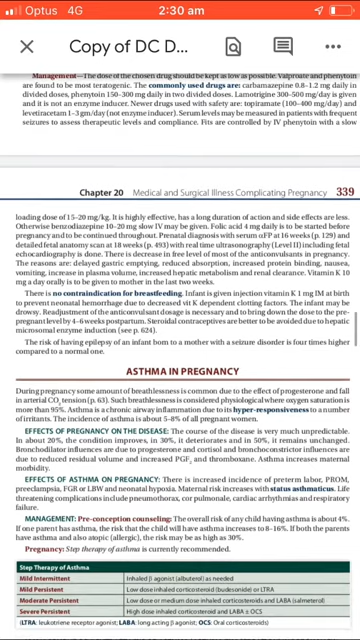 Optus 4G 2:30 am
Copy of DC D...
Management—The dose of the chosen drug should be kept as low as possible. Valproate and phenytoin
are found to be most teratogenic. The commonly used drugs are: carbamazepine 0.8–1.2 mg daily in
divided doses, phenytoin 150–300 mg daily in two divided doses. Lamotrigine 300–500 mg/day is given
and it is not an enzyme inducer. Newer drugs used with safety are: topiramate (100–400 mg/day) and
levetiracetam 1–3 gm/day (not enzyme inducer). Serum levels may be measured in patients with frequent
seizures to assess therapeutic levels and compliance. Fits are controlled by IV phenytoin with a slow
Chapter 20 Medical and Surgical Illness Complicating Pregnancy 339
loading dose of 15–20 mg/kg. It is highly effective, has a long duration of action and side effects are less.
Otherwise benzodiazepine 10–20 mg slow IV may be given. Folic acid 4 mg daily is to be started before
pregnancy and to be continued throughout. Prenatal diagnosis with serum αFP at 16 weeks (p. 129) and
detailed fetal anatomy scan at 18 weeks (p. 493) with real time ultrasonography (Level II) including fetal
echocardiography is done. There is decrease in free level of most of the anticonvulsants in pregnancy.
The reasons are: delayed gastric emptying, reduced absorption, increased protein binding, nausea,
vomiting, increase in plasma volume, increased hepatic metabolism and renal clearance. Vitamin K 10
mg a day orally is to be given to mother in the last two weeks.
There is no contraindication for breastfeeding. Infant is given injection vitamin K 1 mg IM at birth
to prevent neonatal hemorrhage due to decreased vit K dependent clotting factors. The infant may be
drowsy. Readjustment of the anticonvulsant dosage is necessary and to bring down the dose to the pre-
pregnant level by 4–6 weeks postpartum. Steroidal contraceptives are better to be avoided due to hepatic
microsomal enzyme induction (see p. 624).
The risk of having epilepsy of an infant born to a mother with a seizure disorder is four times higher
compared to a normal one.
ASTHMA IN PREGNANCY
During pregnancy some amount of breathlessness is common due to the effect of progesterone and fall
in arterial CO₂ tension (p. 63). Such breathlessness is considered physiological where oxygen saturation is
more than 95%. Asthma is a chronic airway inflammation due to its hyper-responsiveness to a number
of irritants. The incidence of asthma is about 5–8% of all pregnant women.
EFFECTS OF PREGNANCY ON THE DISEASE: The course of the disease is very much unpredictable.
In about 20%, the condition improves, in 30%, it deteriorates and in 50%, it remains unchanged.
Bronchodilator influences are due to progesterone and cortisol and bronchoconstrictor influences are
due to reduced residual volume and increased PGF, and thromboxane. Asthma increases maternal
morbidity.
EFFECTS OF ASTHMA ON PREGNANCY: There is increased incidence of preterm labor, PROM,
preeclampsia, FGR or LBW and neonatal hypoxia. Maternal risk increases with status asthmaticus. Life
threatening complications include pneumothorax, cor pulmonale, cardiac arrhythmias and respiratory
failure.
MANAGEMENT: Pre-conception counseling: The overall risk of any child having asthma is about 4%.
If one parent has asthma, the risk that the child will have asthma increases to 8–16%. If both the parents
have asthma and also atopic (allergic), the risk may be as high as 30%.
Pregnancy: Step therapy of asthma is currently recommended.
Step Therapy of Asthma
Mild Intermittent Inhaled β agonist (albuterol) as needed
Mild Persistent Low dose inhaled corticosteroid (budesonide) or LTRA
Moderate Persistent Low dose or medium dose inhaled corticosteroids and LABA (salmeterol)
Severe Persistent High dose inhaled corticosteroid and LABA ± OCS
(LTRA: leukotriene receptor agonist; LABA: long acting β agonist; OCS: Oral corticosteroids)